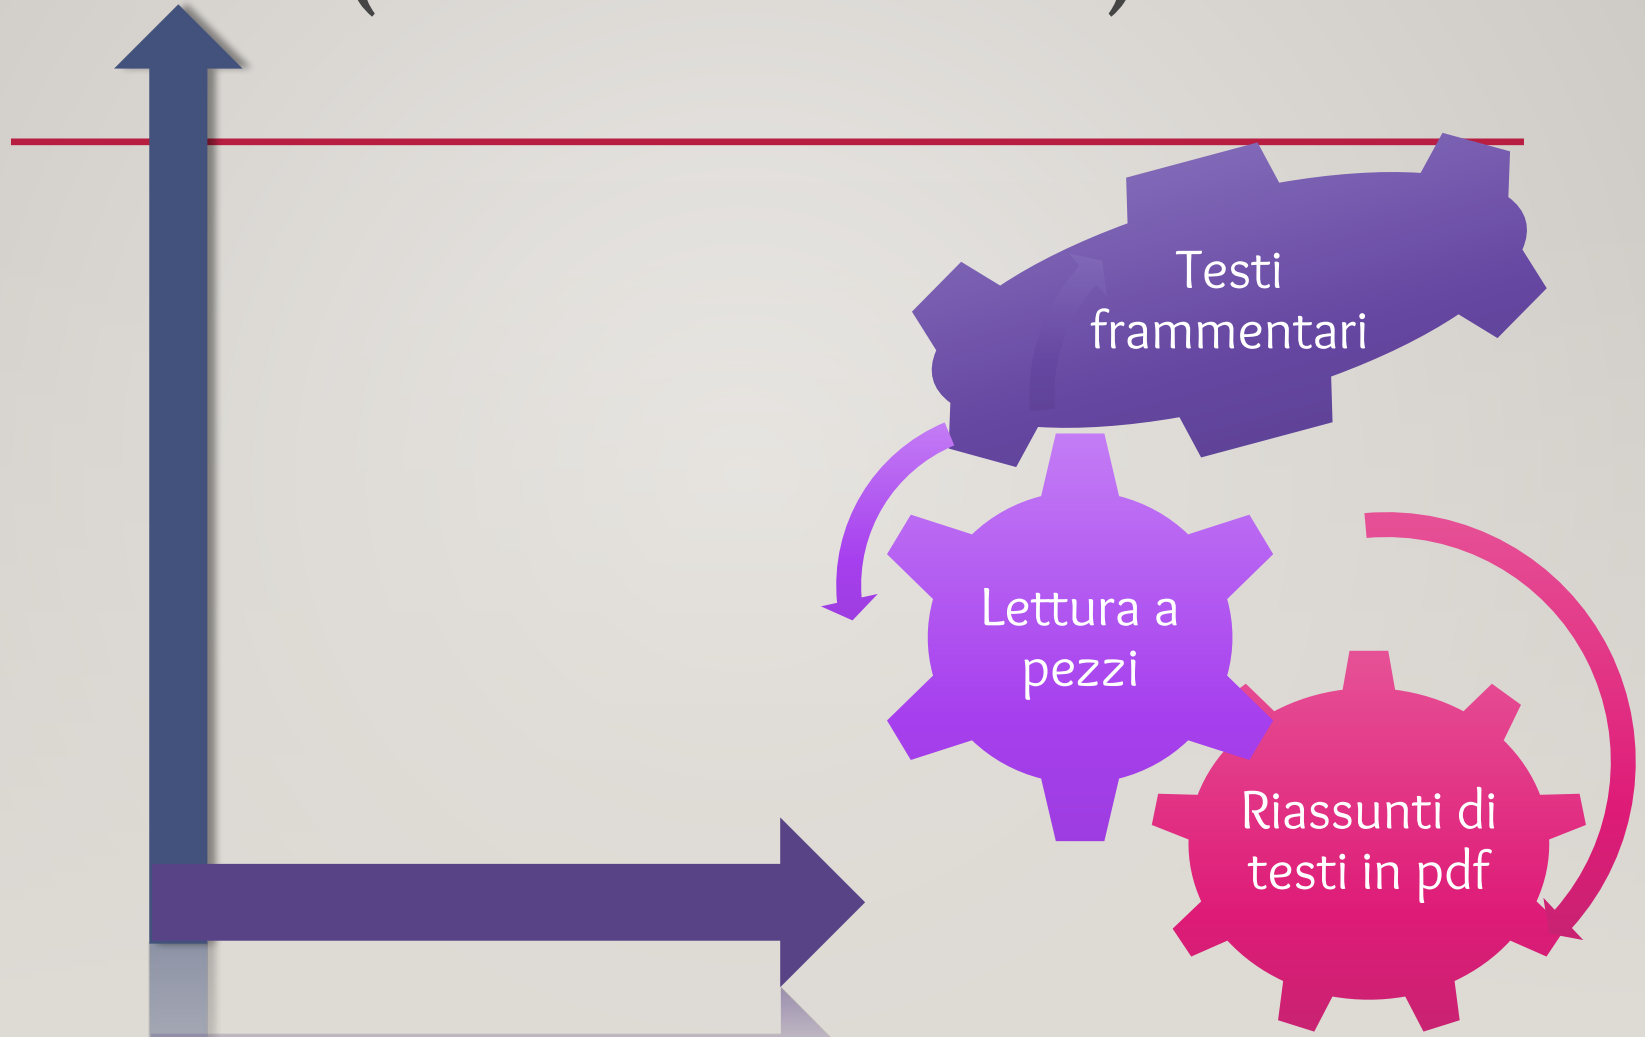 Testi
frammentari
Lettura a
pezzi
Riassunti di
testi in pdf